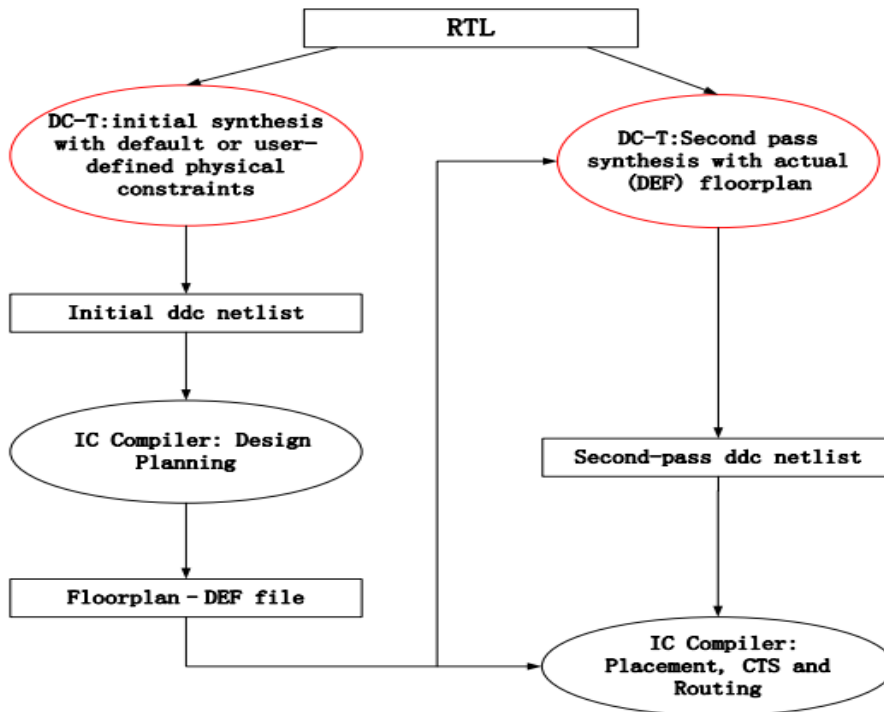 RTL
DC-T:initial synthesis
with default or user-
defined physical
constraints
DC-T:Second pass
synthesis with actual
(DEF) floorplan
Initial ddc netlist
IC Compiler: Design
Planning
Second-pass ddc netlist
Floorplan-DEF file
IC Compiler:
Placement, CTS and
Routing